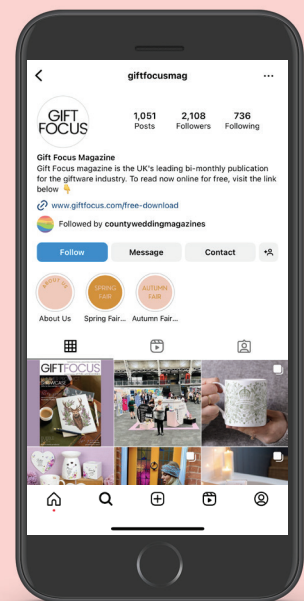 giftfocusmag
GIFT
FOCUS
1,051
Posts
2,108
Followers
736
Following
Gift Focus Magazine
Gift Focus magazine is the UK's leading bi-monthly publication
for the giftware industry. To read now online for free, visit the link
below 👇
www.giftfocus.com/free-download
Followed by countyweddingmagazines
Follow
Message
Contact
ABOUT US
SPRING
FAIR
AUTUMN
FAIR
About Us
Spring Fair...
Autumn Fair...
GIFTFOCUS
SHOWCASE